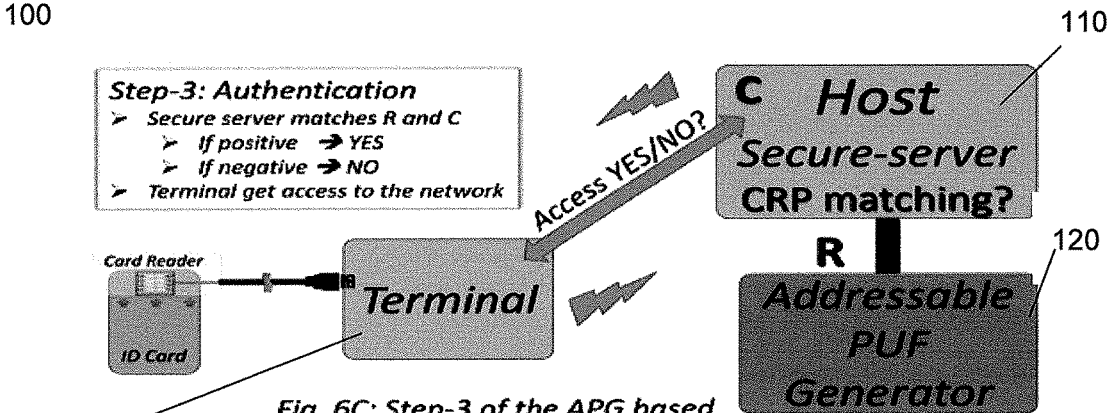 100
110
Step-3: Authentication
➢ Secure server matches R and C
➢ If positive ➔ YES
➢ If negative ➔ NO
➢ Terminal get access to the network
C Host
Secure-server
CRP matching?
Access YES/NO?
R
120
Card Reader
ID Card
Terminal
Addressable
PUF
Generator
Fig. 6C: Step-3 of the APG based